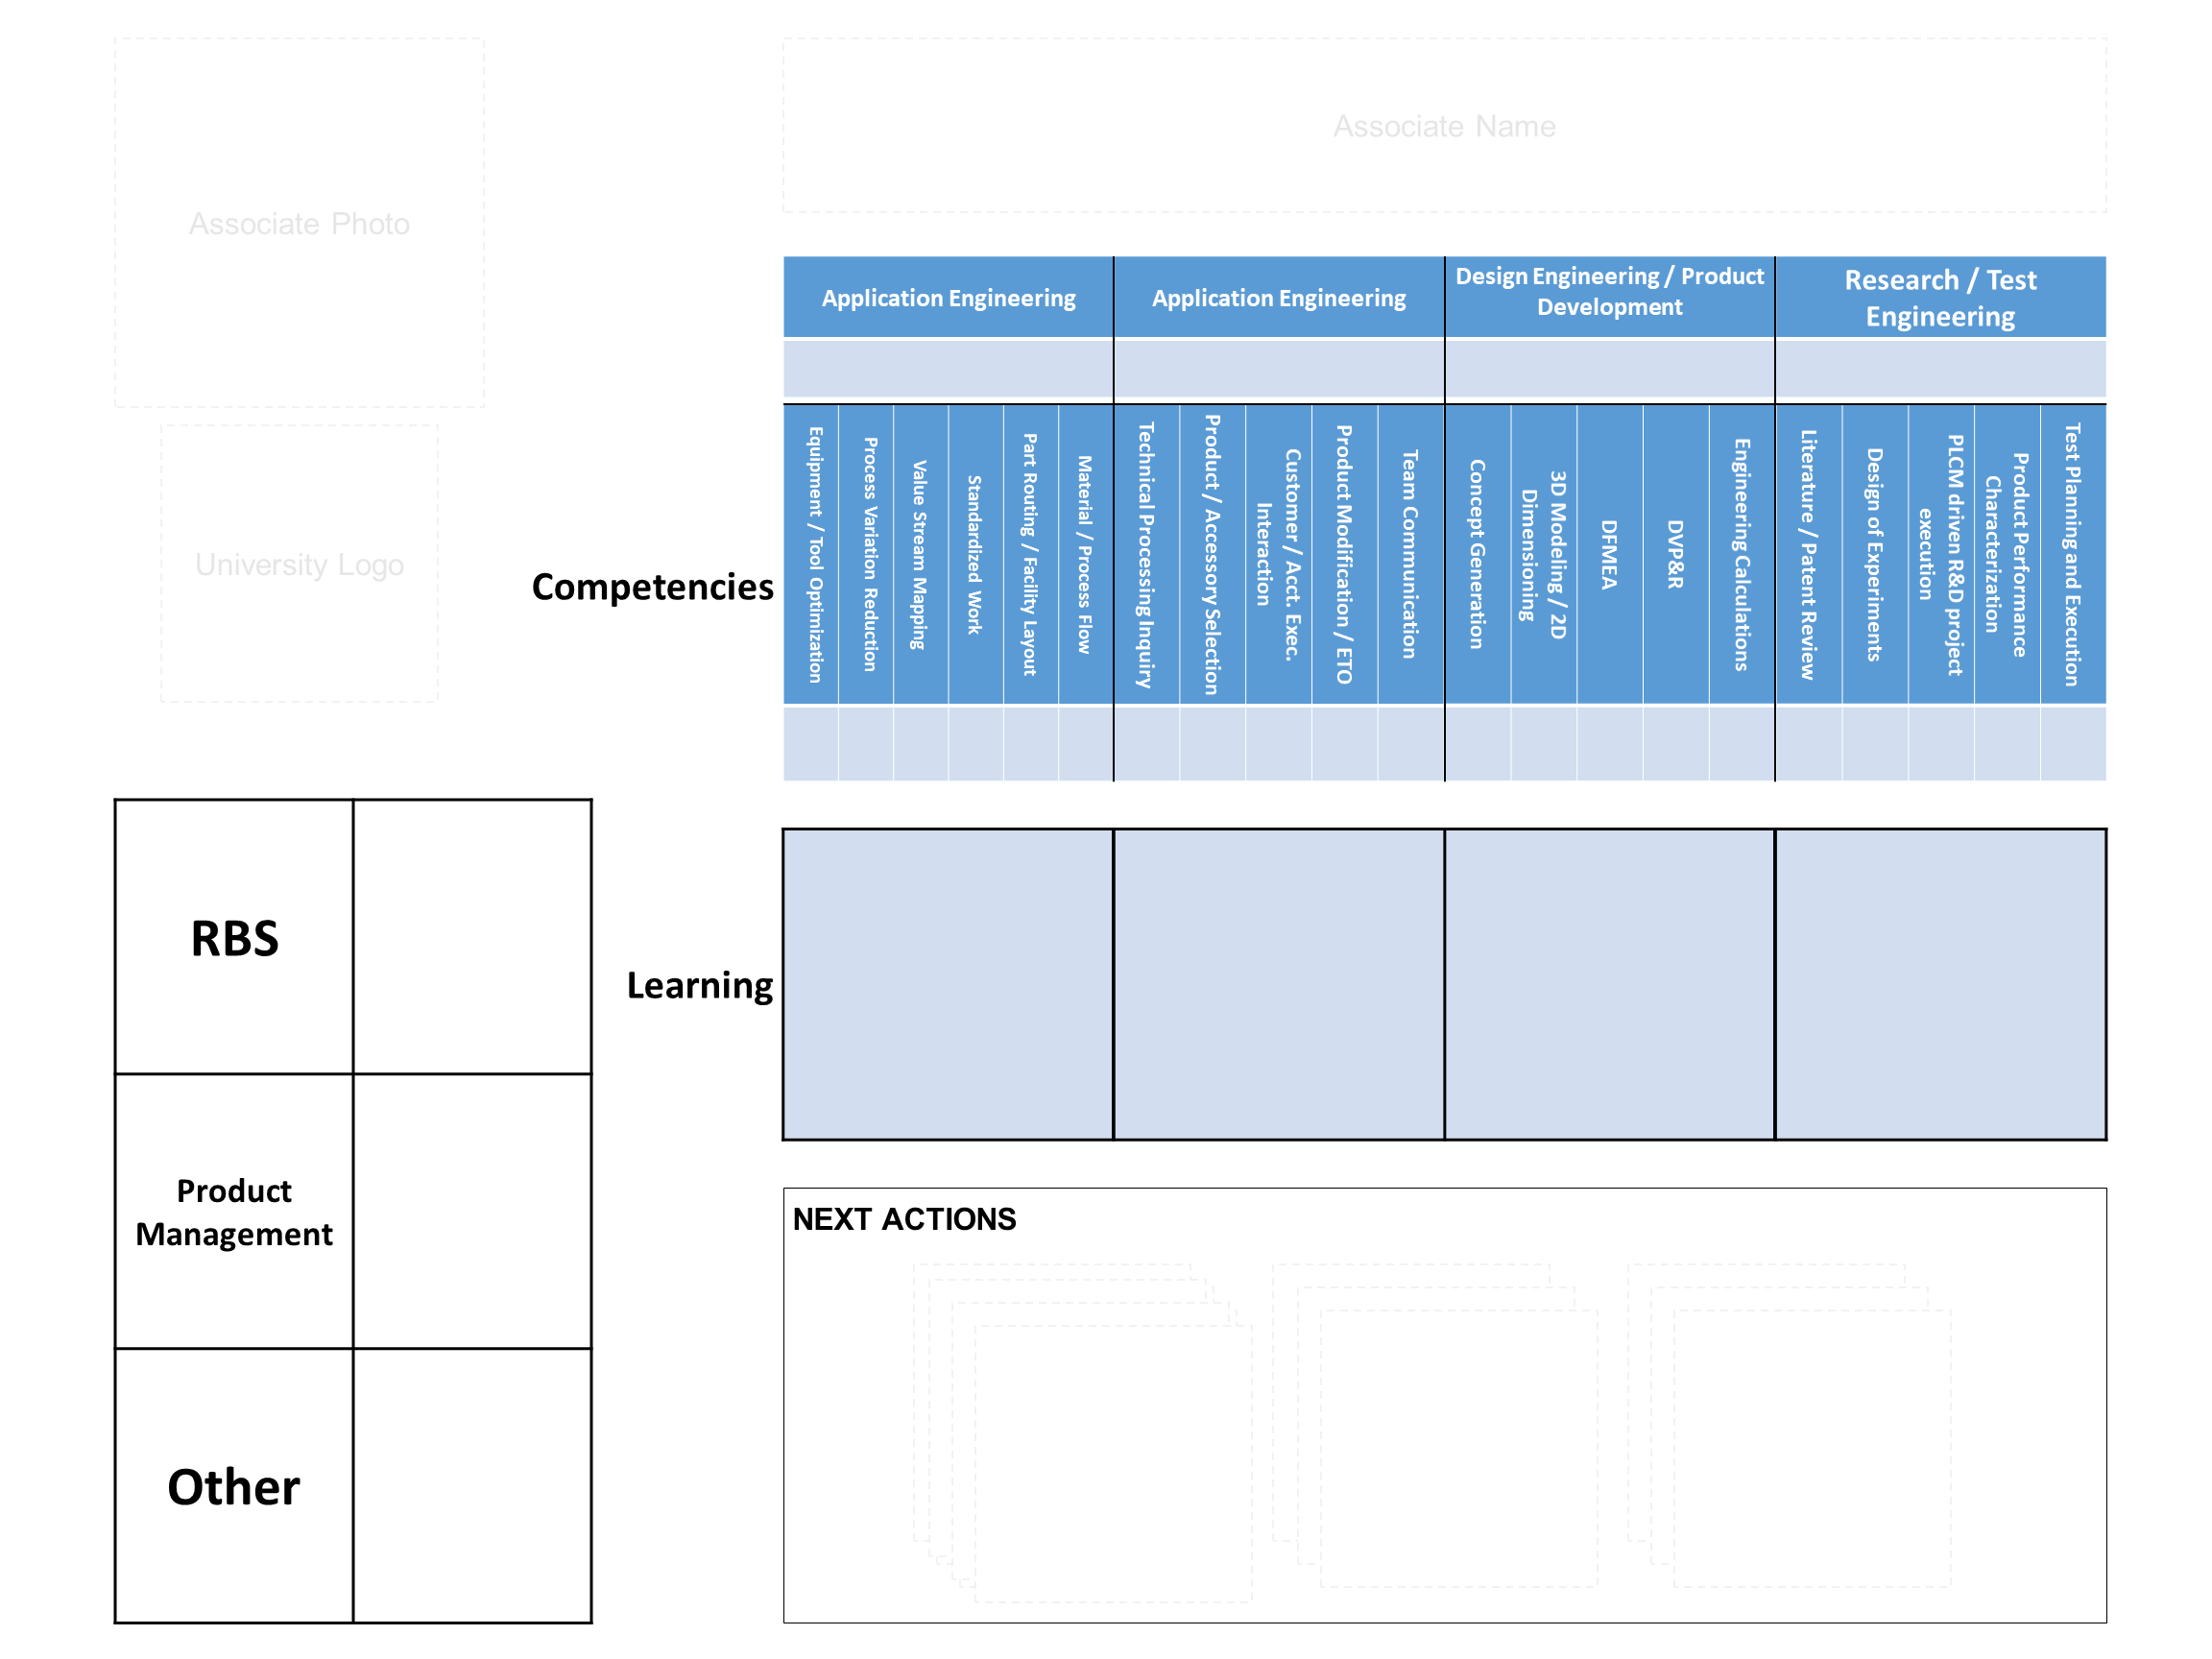 Associate Photo
Associate Name
University Logo
Application Engineering
Application Engineering
Design Engineering / Product
Development
Research / Test
Engineering
Competencies
Equipment / Tool Optimization
Process Variation Reduction
Value Stream Mapping
Standardized Work
Part Routing / Facility Layout
Material / Process Flow
Technical Processing Inquiry
Product / Accessory Selection
Customer / Acct. Exec.
Interaction
Product Modification / ETO
Team Communication
Concept Generation
3D Modeling / 2D
Dimensioning
DFMEA
DVP&R
Engineering Calculations
Literature / Patent Review
Design of Experiments
PLCM driven R&D project
execution
Product Performance
Characterization
Test Planning and Execution
RBS
Product
Management
Other
Learning
NEXT ACTIONS